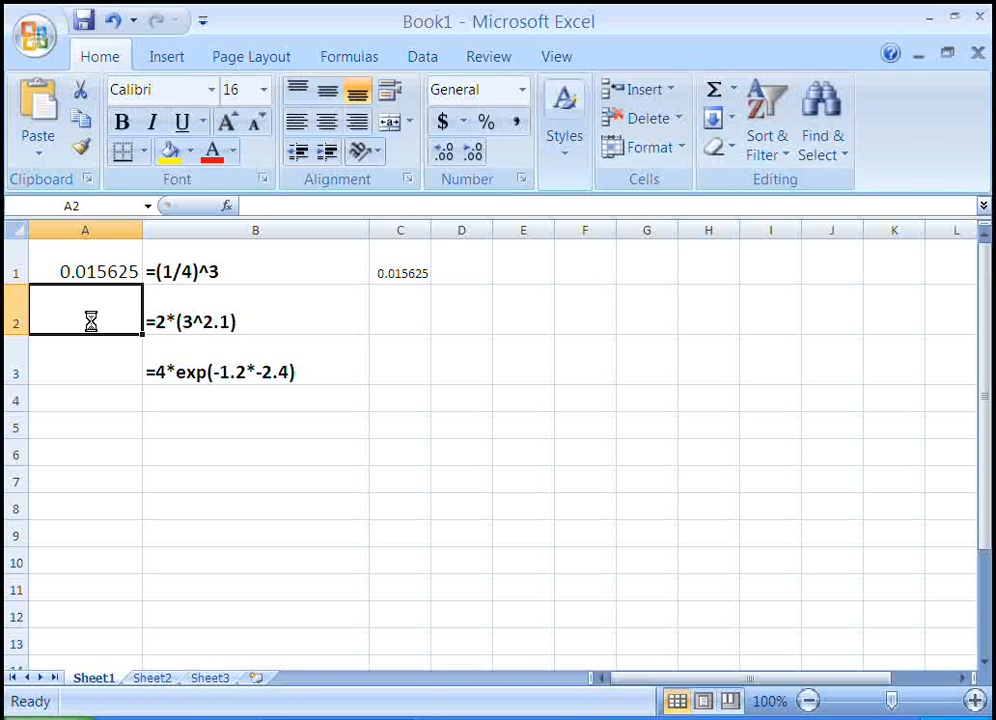 Book1 - Microsoft Excel
Home Insert Page Layout Formulas Data Review View
Calibri 16 General Insert
Paste B I U $ % , Styles Delete Sort & Filter Find & Select
Format
Clipboard Font Alignment Number Cells Editing
A2 fx
A B C D E F G H I J K L
1 0.015625 =(1/4)^3 0.015625
2 =2*(3^2.1)
3 =4*exp(-1.2*-2.4)
4
5
6
7
8
9
10
11
12
13
Sheet1 Sheet2 Sheet3
Ready 100%